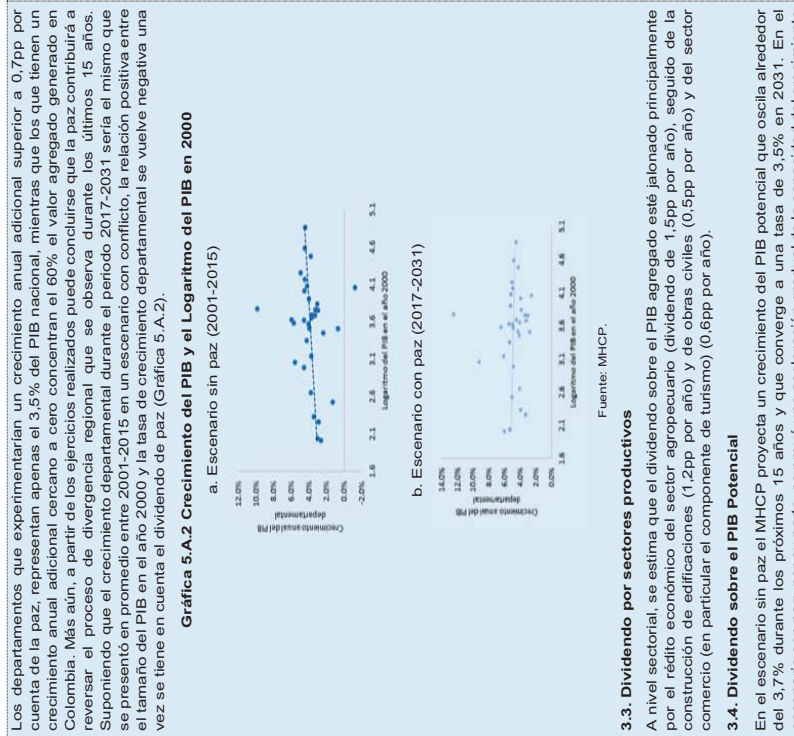 Los departamentos que experimentarían un crecimiento anual adicional superior a 0,7pp por
cuenta de la paz, representan apenas el 3,5% del PIB nacional, mientras que los que tienen un
crecimiento anual adicional cercano a cero concentran el 60% el valor agregado generado en
Colombia. Más aún, a partir de los ejercicios realizados puede concluirse que la paz contribuirá a
reversar el proceso de divergencia regional que se observa durante los últimos 15 años.
Suponiendo que el crecimiento departamental durante el período 2017-2031 sería el mismo que
se presentó en promedio entre 2001-2015 en un escenario con conflicto, la relación positiva entre
el tamaño del PIB en el año 2000 y la tasa de crecimiento departamental se vuelve negativa una
vez se tiene en cuenta el dividendo de paz (Gráfica 5.A.2).
Gráfica 5.A.2 Crecimiento del PIB y el Logaritmo del PIB en 2000
a. Escenario sin paz (2001-2015)
Crecimiento anual del PIB
departamental
12.0%
10.0%
8.0%
6.0%
4.0%
2.0%
0.0%
-2.0%
1.6 2.1 2.6 3.1 3.6 4.1 4.6 5.1
Logaritmo del PIB en el año 2000
b. Escenario con paz (2017-2031)
Crecimiento anual del PIB
departamental
14.0%
12.0%
10.0%
8.0%
6.0%
4.0%
2.0%
0.0%
1.6 2.1 2.6 3.1 3.6 4.1 4.6 5.1
Logaritmo del PIB en el año 2000
Fuente: MHCP.
3.3. Dividendo por sectores productivos
A nivel sectorial, se estima que el dividendo sobre el PIB agregado esté jalonado principalmente
por el rédito económico del sector agropecuario (dividendo de 1,5pp por año), seguido de la
construcción de edificaciones (1,2pp por año) y de obras civiles (0,5pp por año) y del sector
comercio (en particular el componente de turismo) (0,6pp por año).
3.4. Dividendo sobre el PIB Potencial
En el escenario sin paz el MHCP proyecta un crecimiento del PIB potencial que oscila alrededor
del 3,7% durante los próximos 15 años y que converge a una tasa de 3,5% en 2031. En el